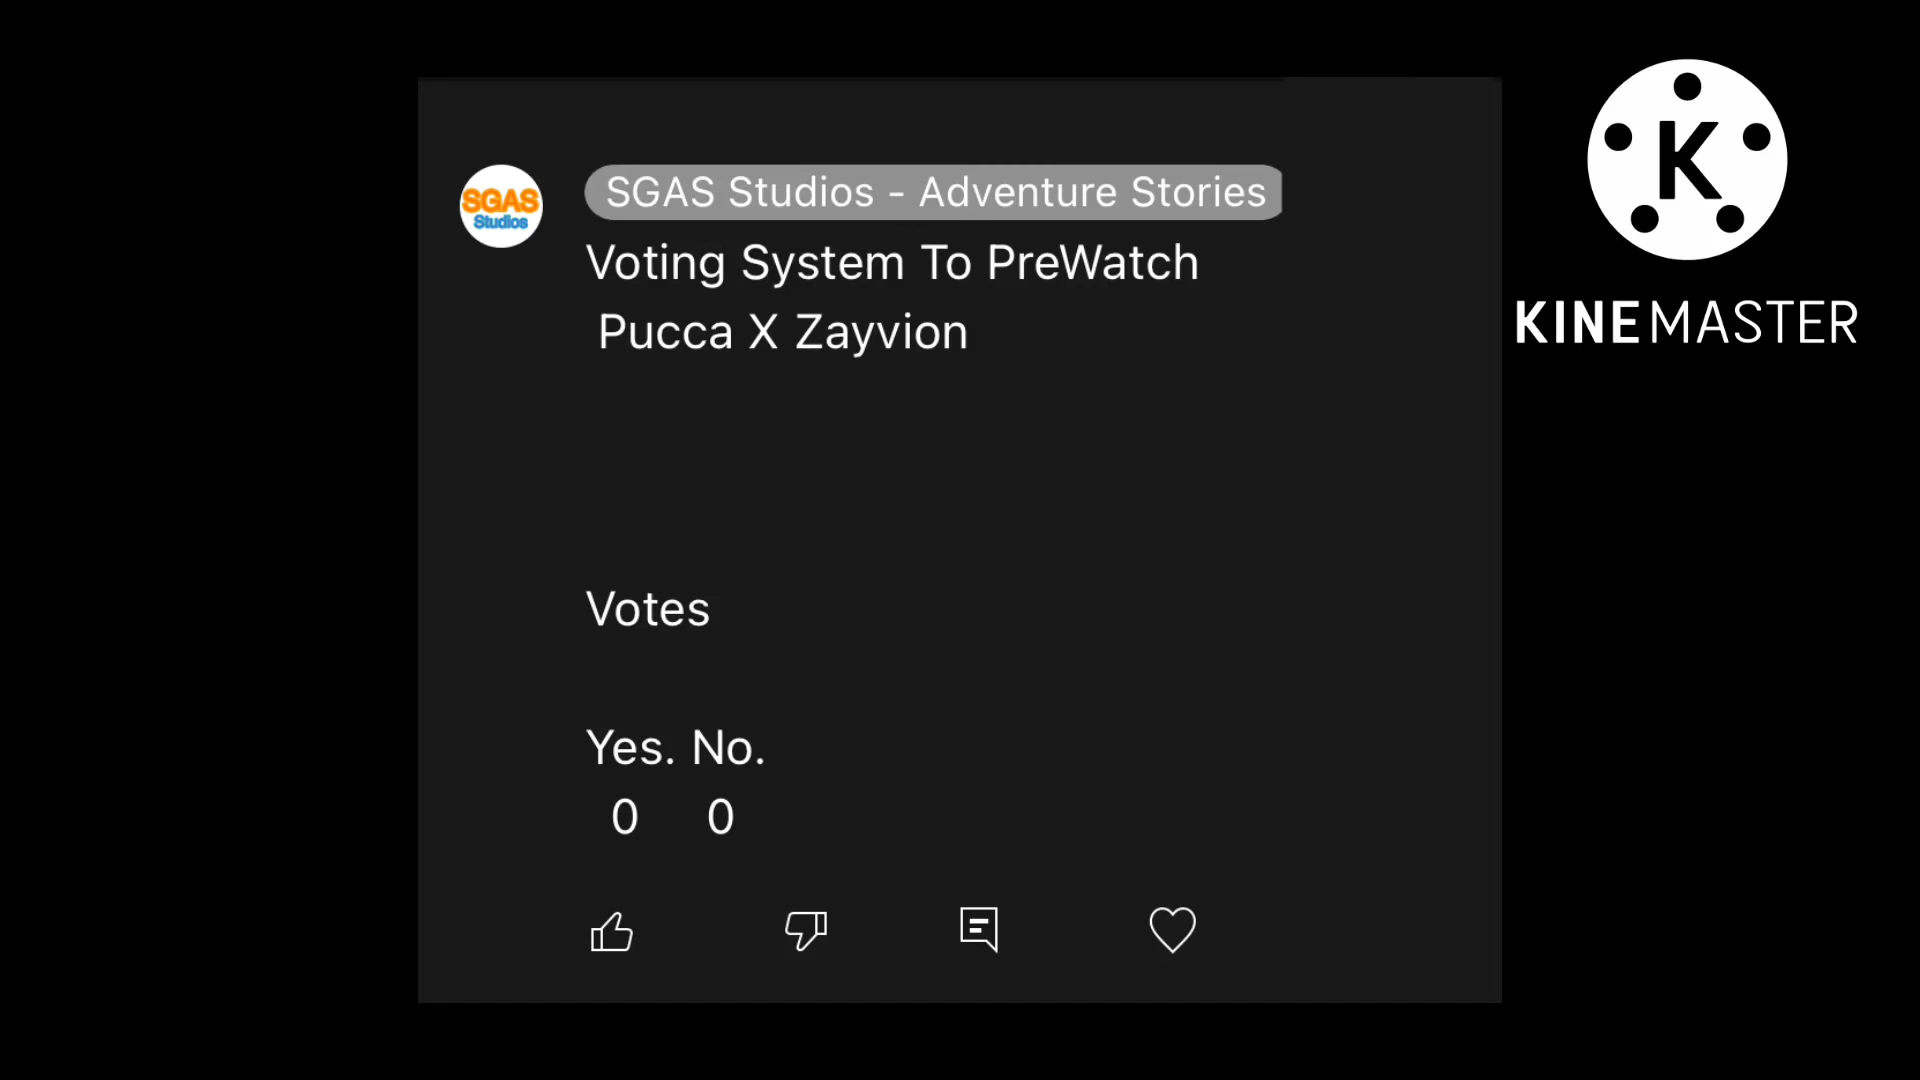 SGAS
Studios
SGAS Studios - Adventure Stories
Voting System To PreWatch
Pucca X Zayvion
Votes
Yes. No.
0 0
K
KINEMASTER